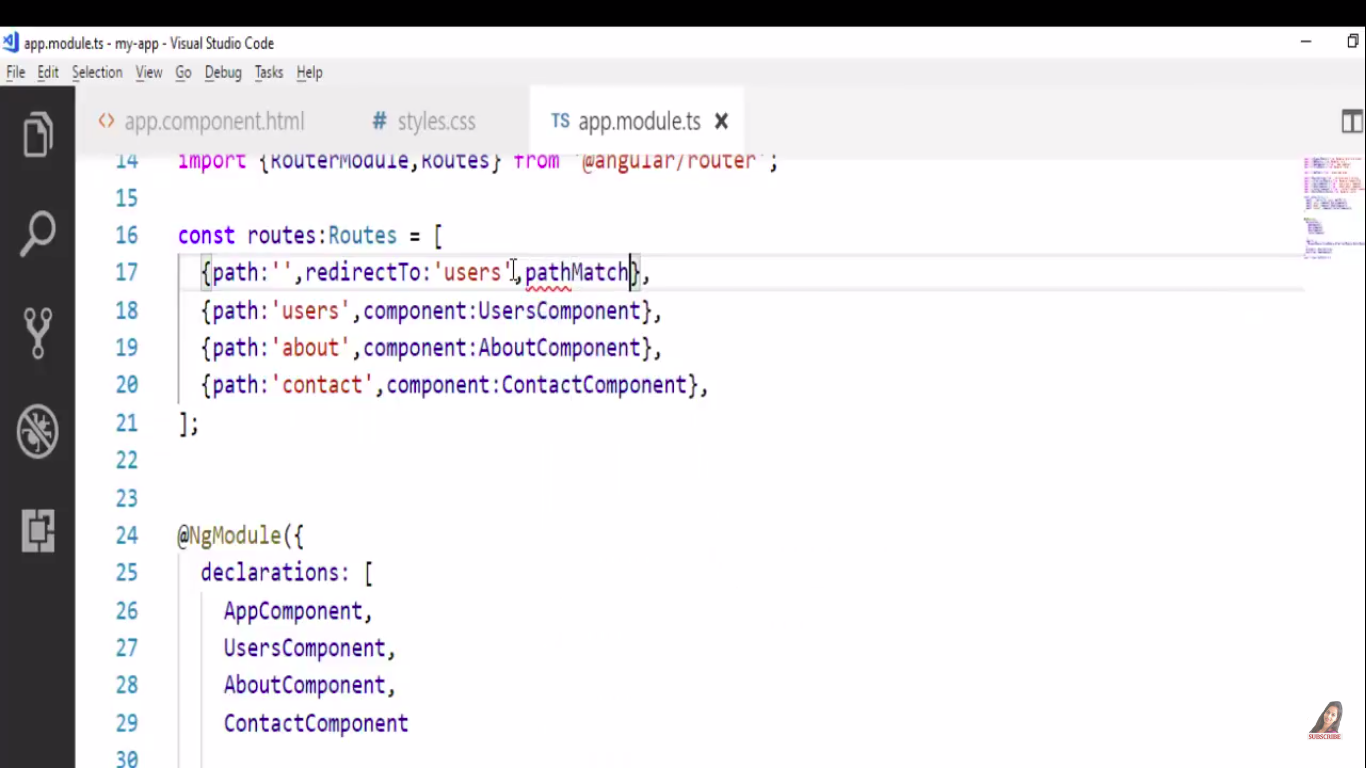 app.module.ts - my-app - Visual Studio Code
File Edit Selection View Go Debug Tasks Help
<> app.component.html # styles.css TS app.module.ts ×
14 import {RouterModule,Routes} from '@angular/router';
15
16 const routes:Routes = [
17 {path:'',redirectTo:'users',pathMatch},
18 {path:'users',component:UsersComponent},
19 {path:'about',component:AboutComponent},
20 {path:'contact',component:ContactComponent},
21 ];
22
23
24 @NgModule({
25 declarations: [
26 AppComponent,
27 UsersComponent,
28 AboutComponent,
29 ContactComponent
30
SUBSCRIBE